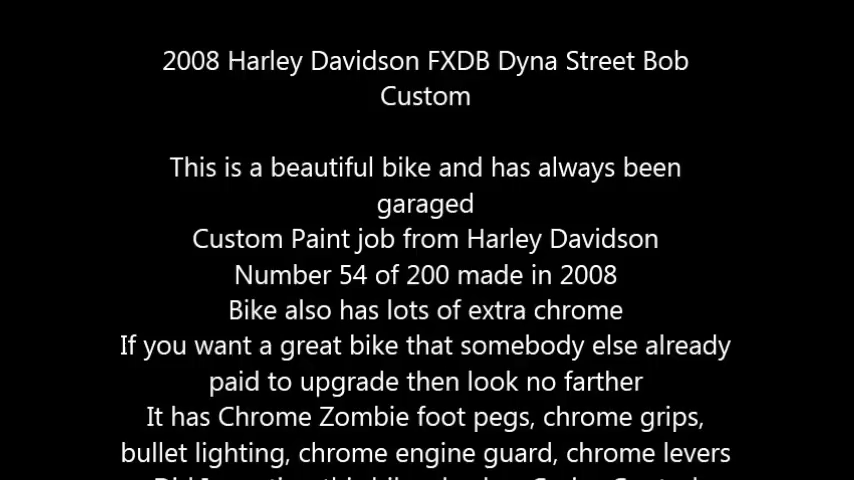 2008 Harley Davidson FXDB Dyna Street Bob
Custom
This is a beautiful bike and has always been
garaged
Custom Paint job from Harley Davidson
Number 54 of 200 made in 2008
Bike also has lots of extra chrome
If you want a great bike that somebody else already
paid to upgrade then look no farther
It has Chrome Zombie foot pegs, chrome grips,
bullet lighting, chrome engine guard, chrome levers